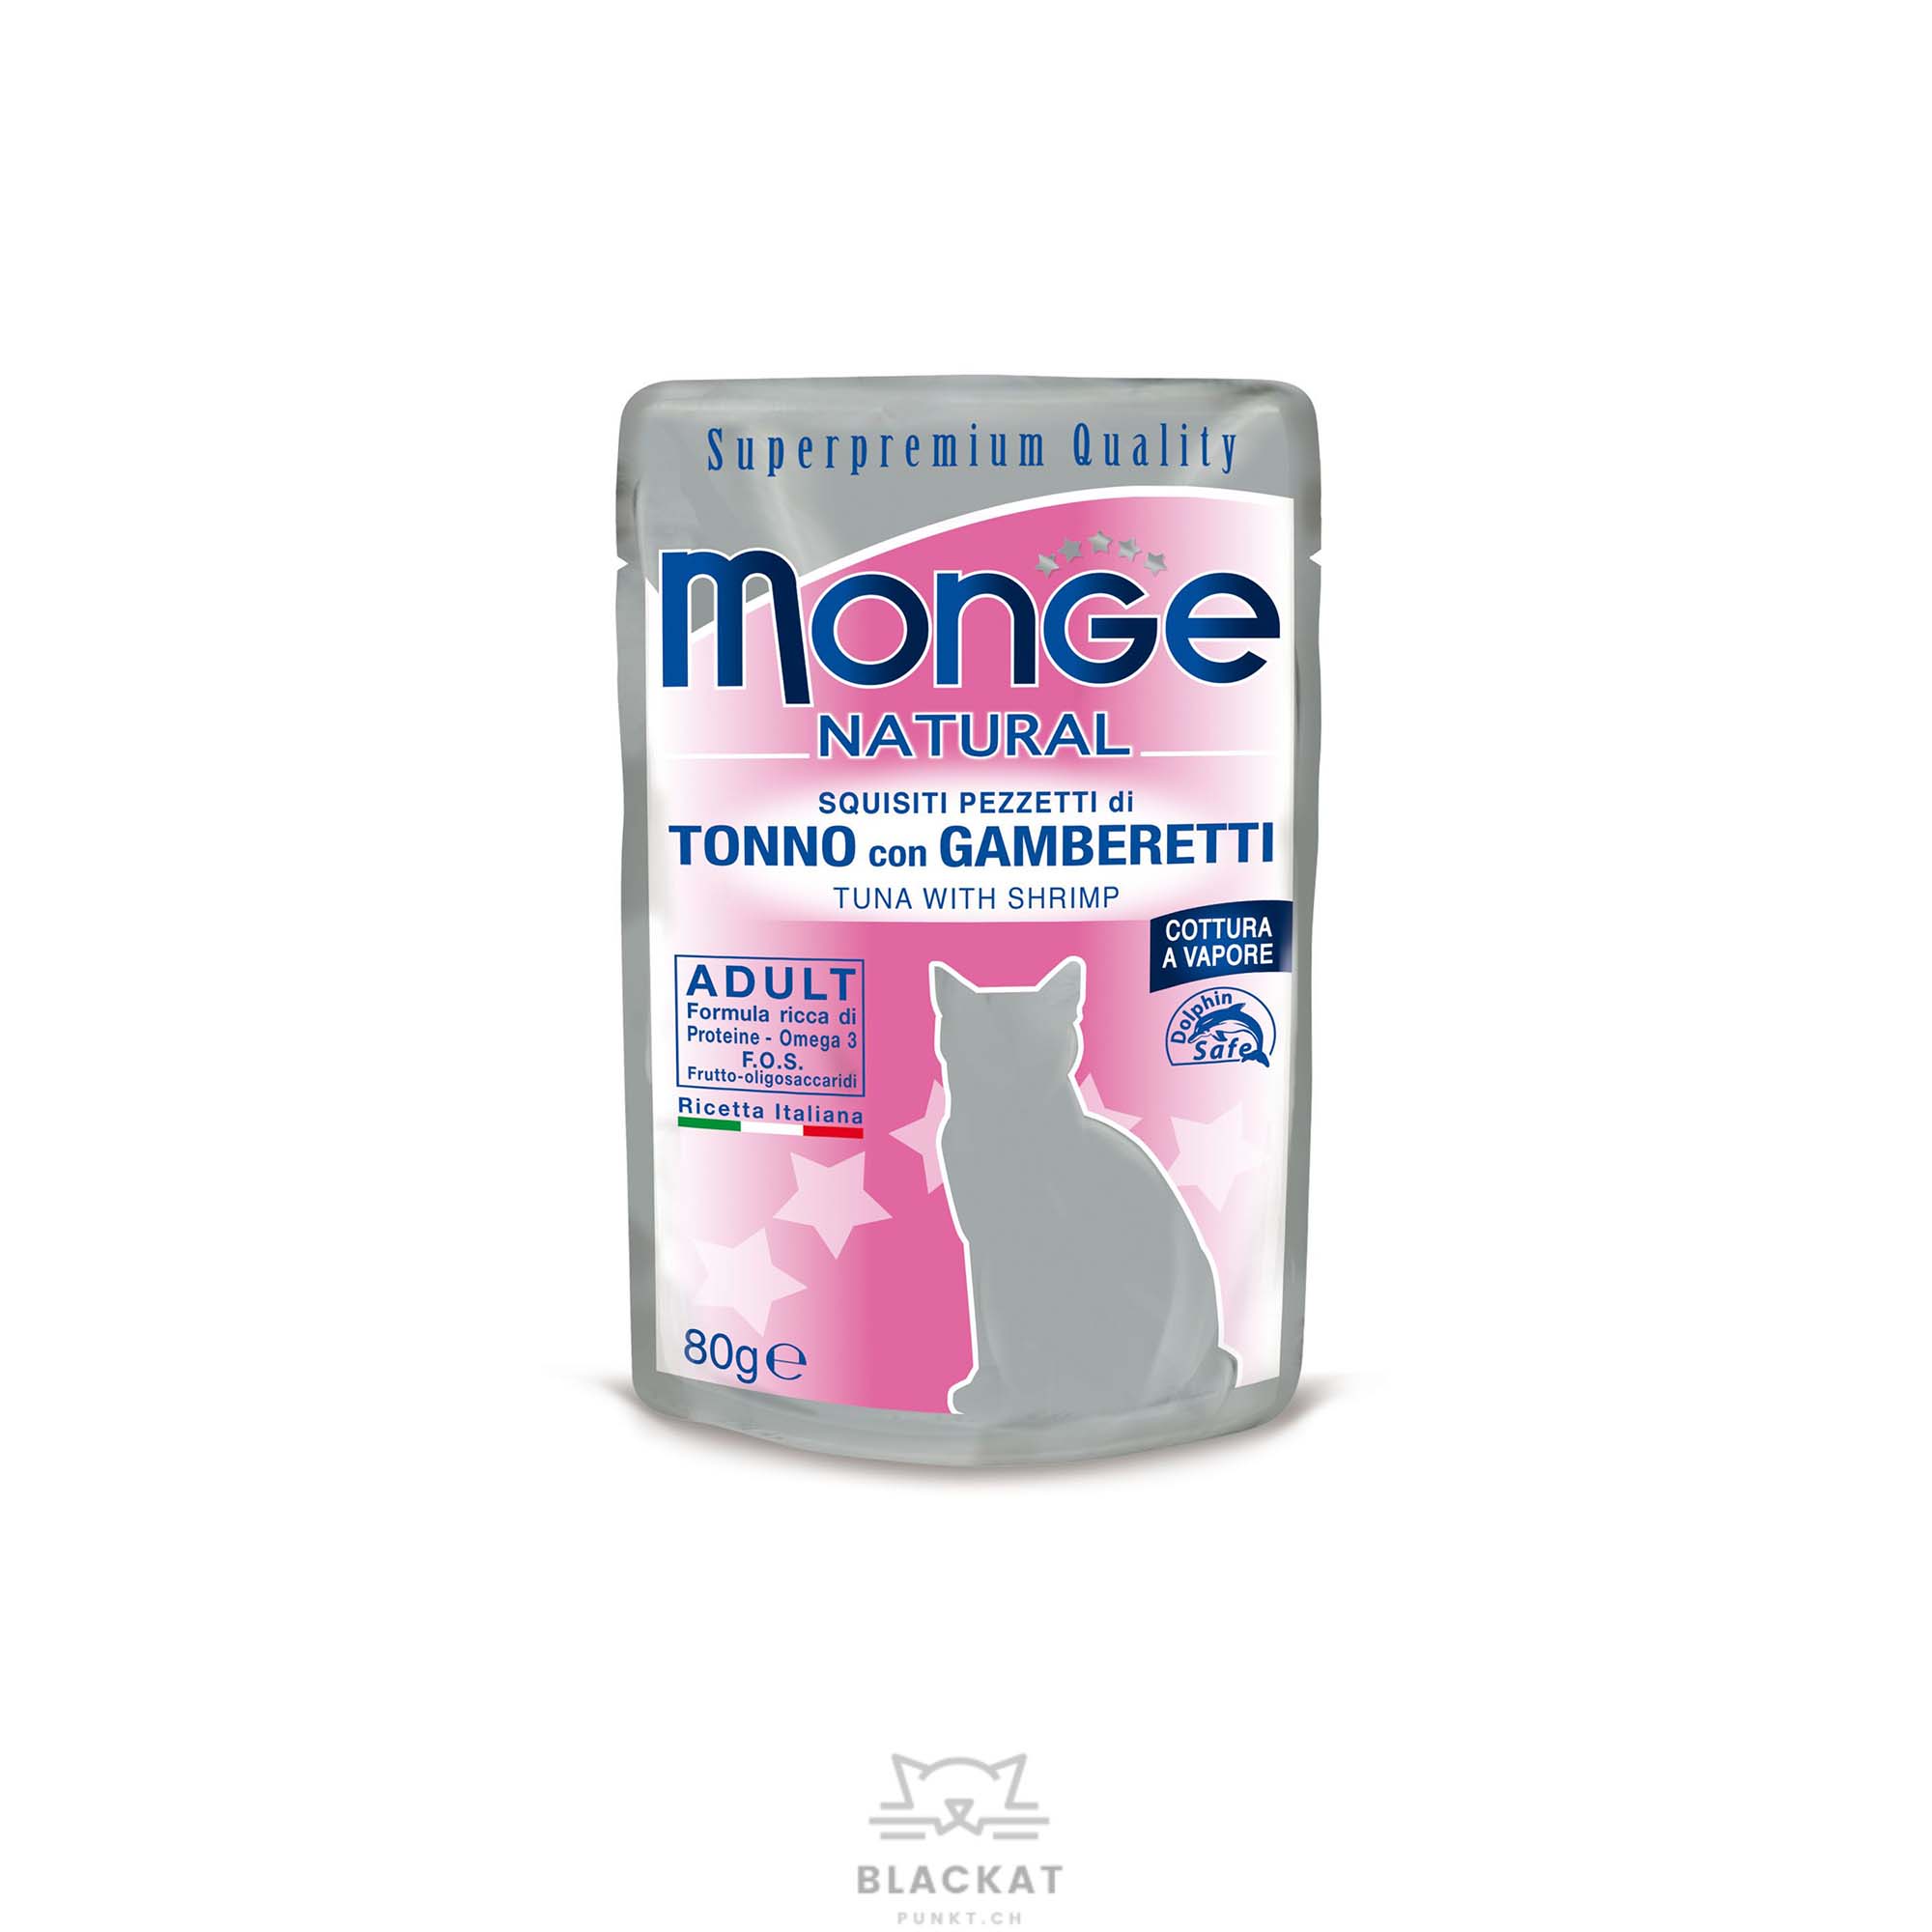 Superpremium Quality
monge
NATURAL
SQUISITI PEZZETTI di
TONNO con GAMBERETTI
TUNA WITH SHRIMP
COTTURA
A VAPORE
Dolphin
Safe
ADULT
Formula ricca di
Proteine - Omega 3
F.O.S.
Frutto-oligosaccaridi
Ricetta Italiana
80g e
BLACKAT
PUNKT.CH